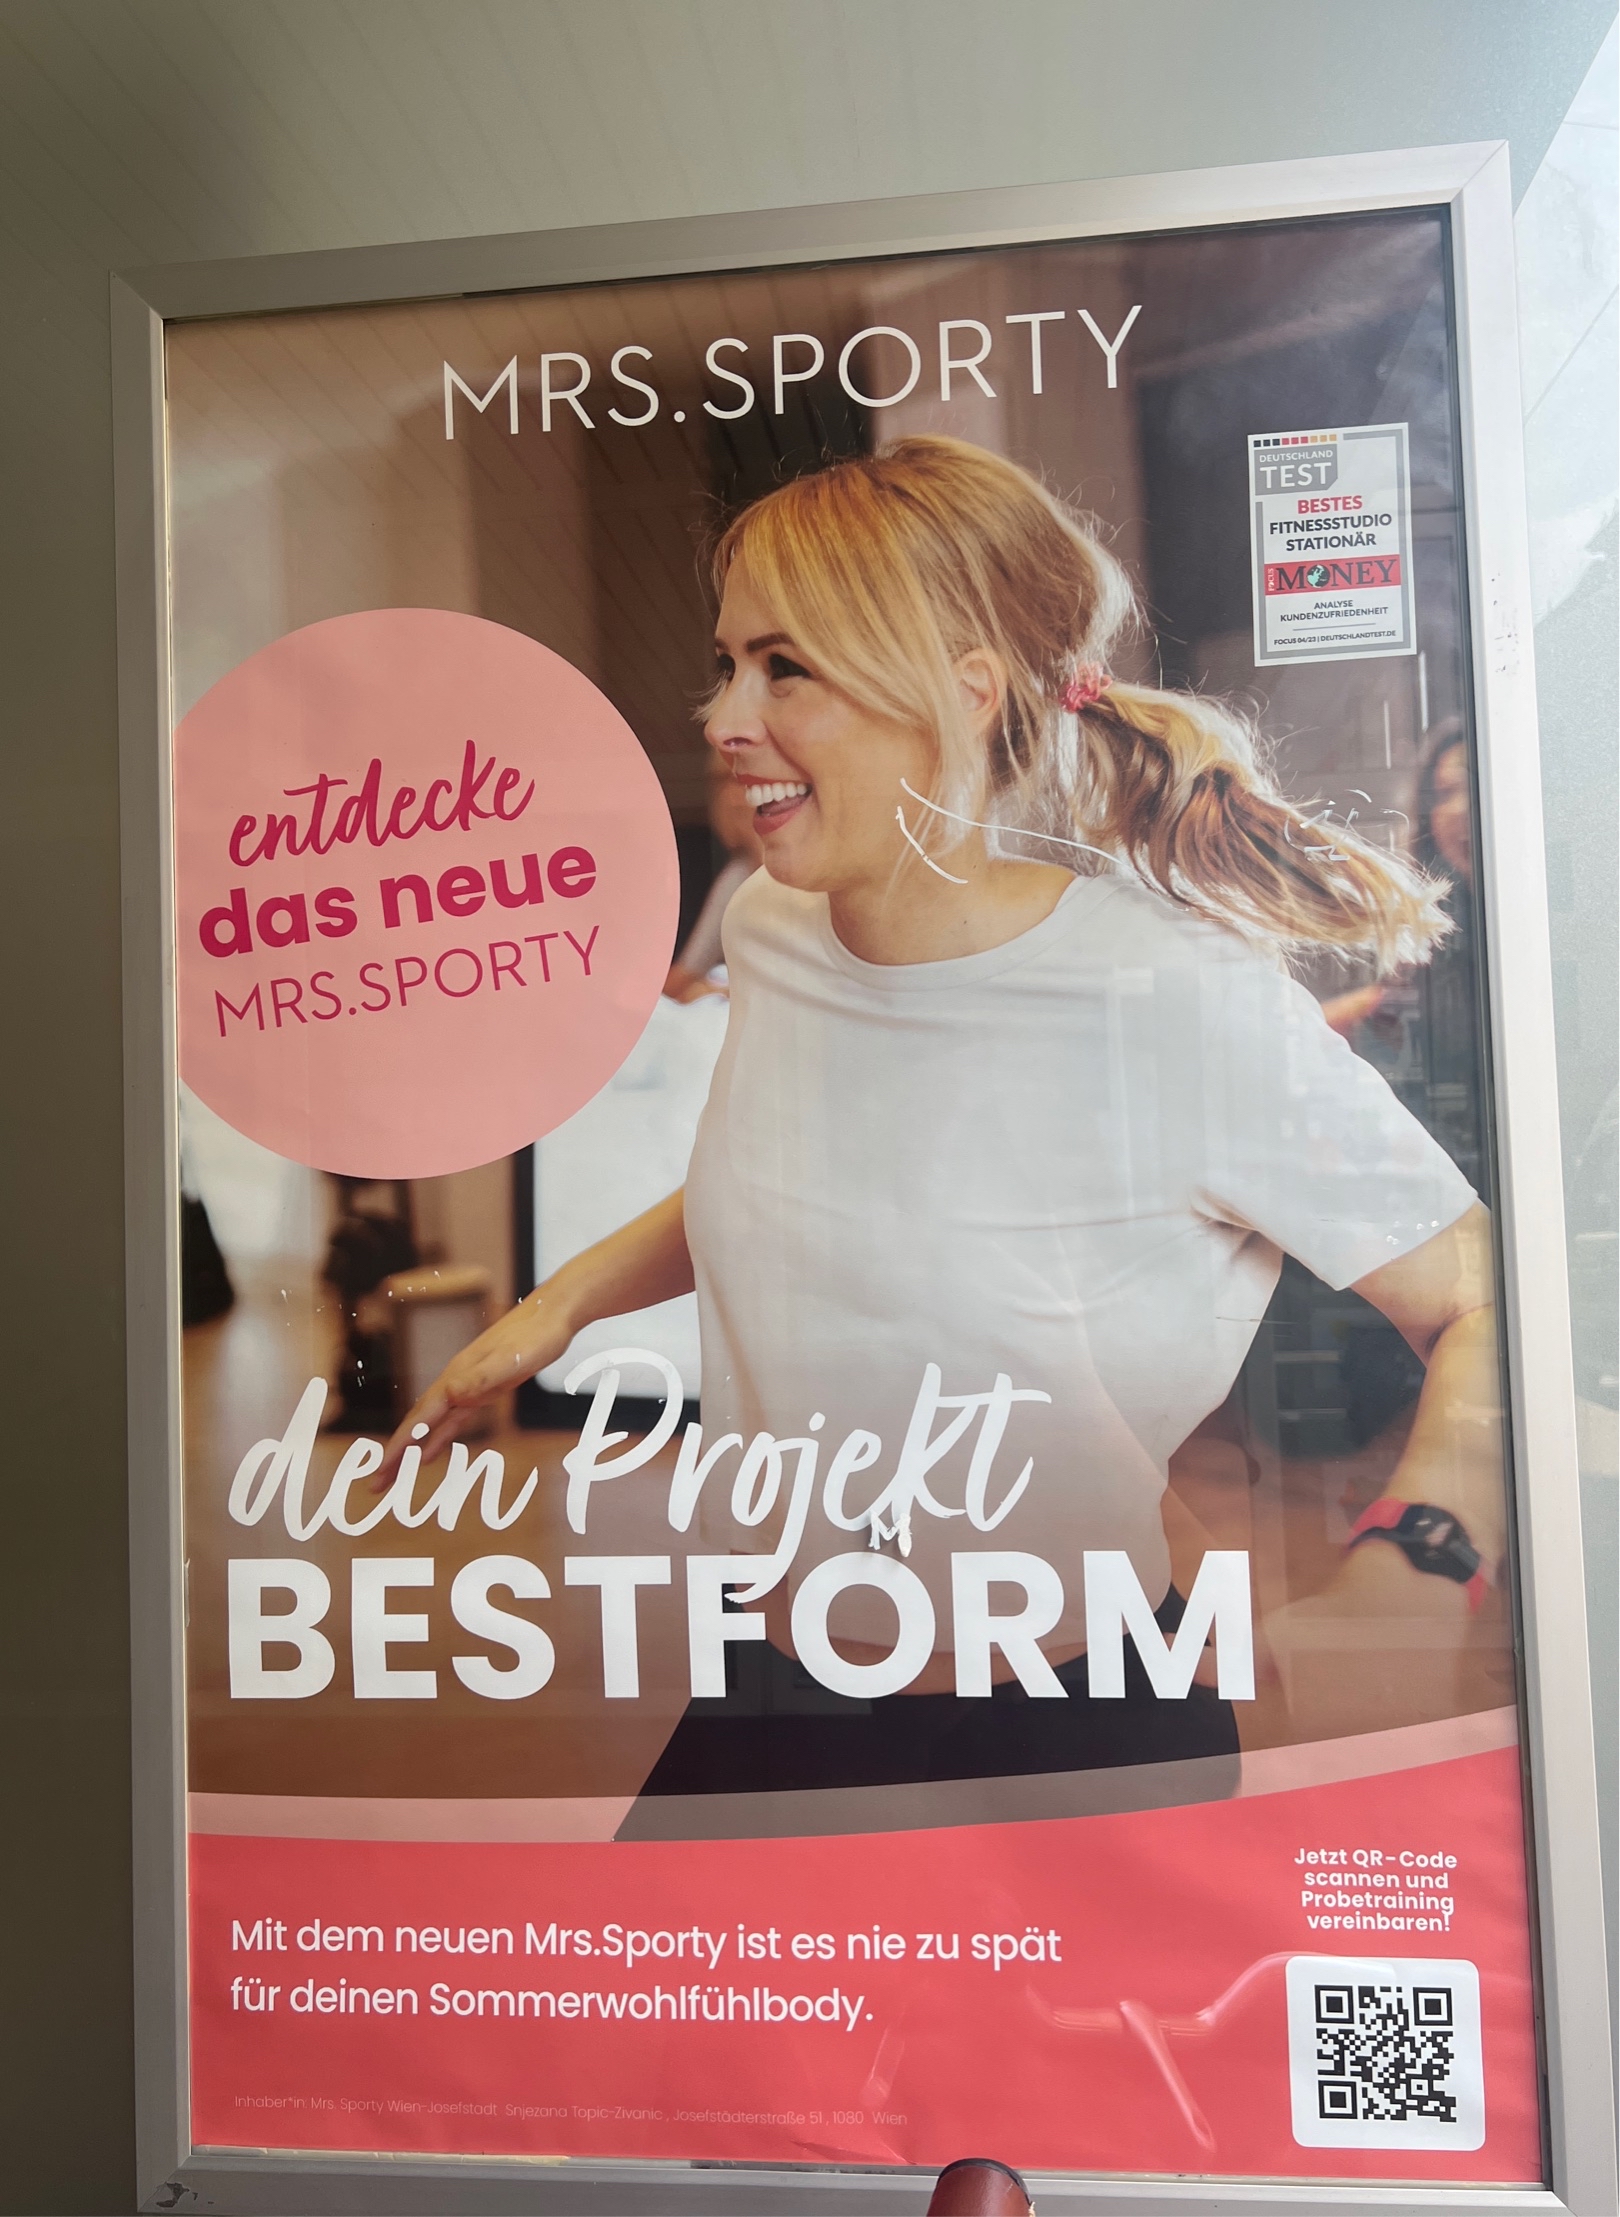 MRS.SPORTY
DEUTSCHLAND
TEST
BESTES
FITNESSSTUDIO
STATIONÄR
FOCUS MONEY
ANALYSE
KUNDENZUFRIEDENHEIT
FOCUS 04/23 | DEUTSCHLANDTEST.DE
entdecke
das neue
MRS.SPORTY
dein Projekt
BESTFORM
Jetzt QR-Code
scannen und
Probetraining
vereinbaren!
Mit dem neuen Mrs.Sporty ist es nie zu spät
für deinen Sommerwohlfühlbody.
Inhaber*in: Mrs. Sporty Wien-Josefstadt Snjezana Topic-Zivanic , Josefstädterstraße 51 , 1080 Wien